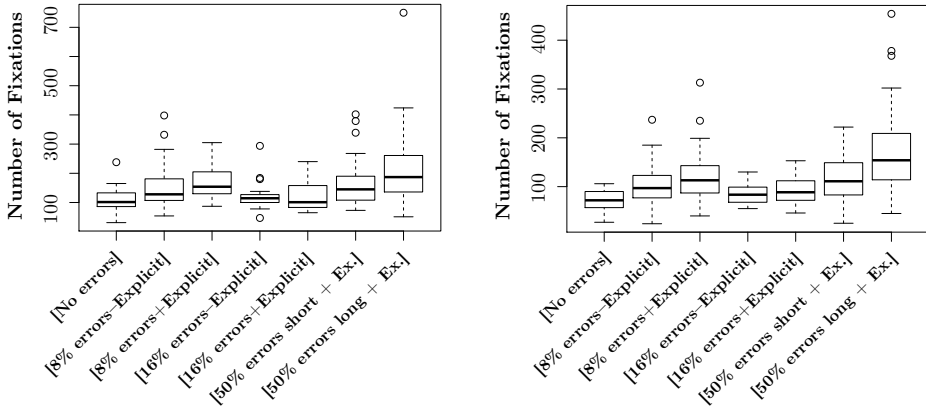 Number of Fixations
700
500
300
100
[No errors]
[8% errors–Explicit]
[8% errors+Explicit]
[16% errors–Explicit]
[16% errors+Explicit]
[50% errors short + Ex.]
[50% errors long + Ex.]
Number of Fixations
400
300
200
100
[No errors]
[8% errors–Explicit]
[8% errors+Explicit]
[16% errors–Explicit]
[16% errors+Explicit]
[50% errors short + Ex.]
[50% errors long + Ex.]